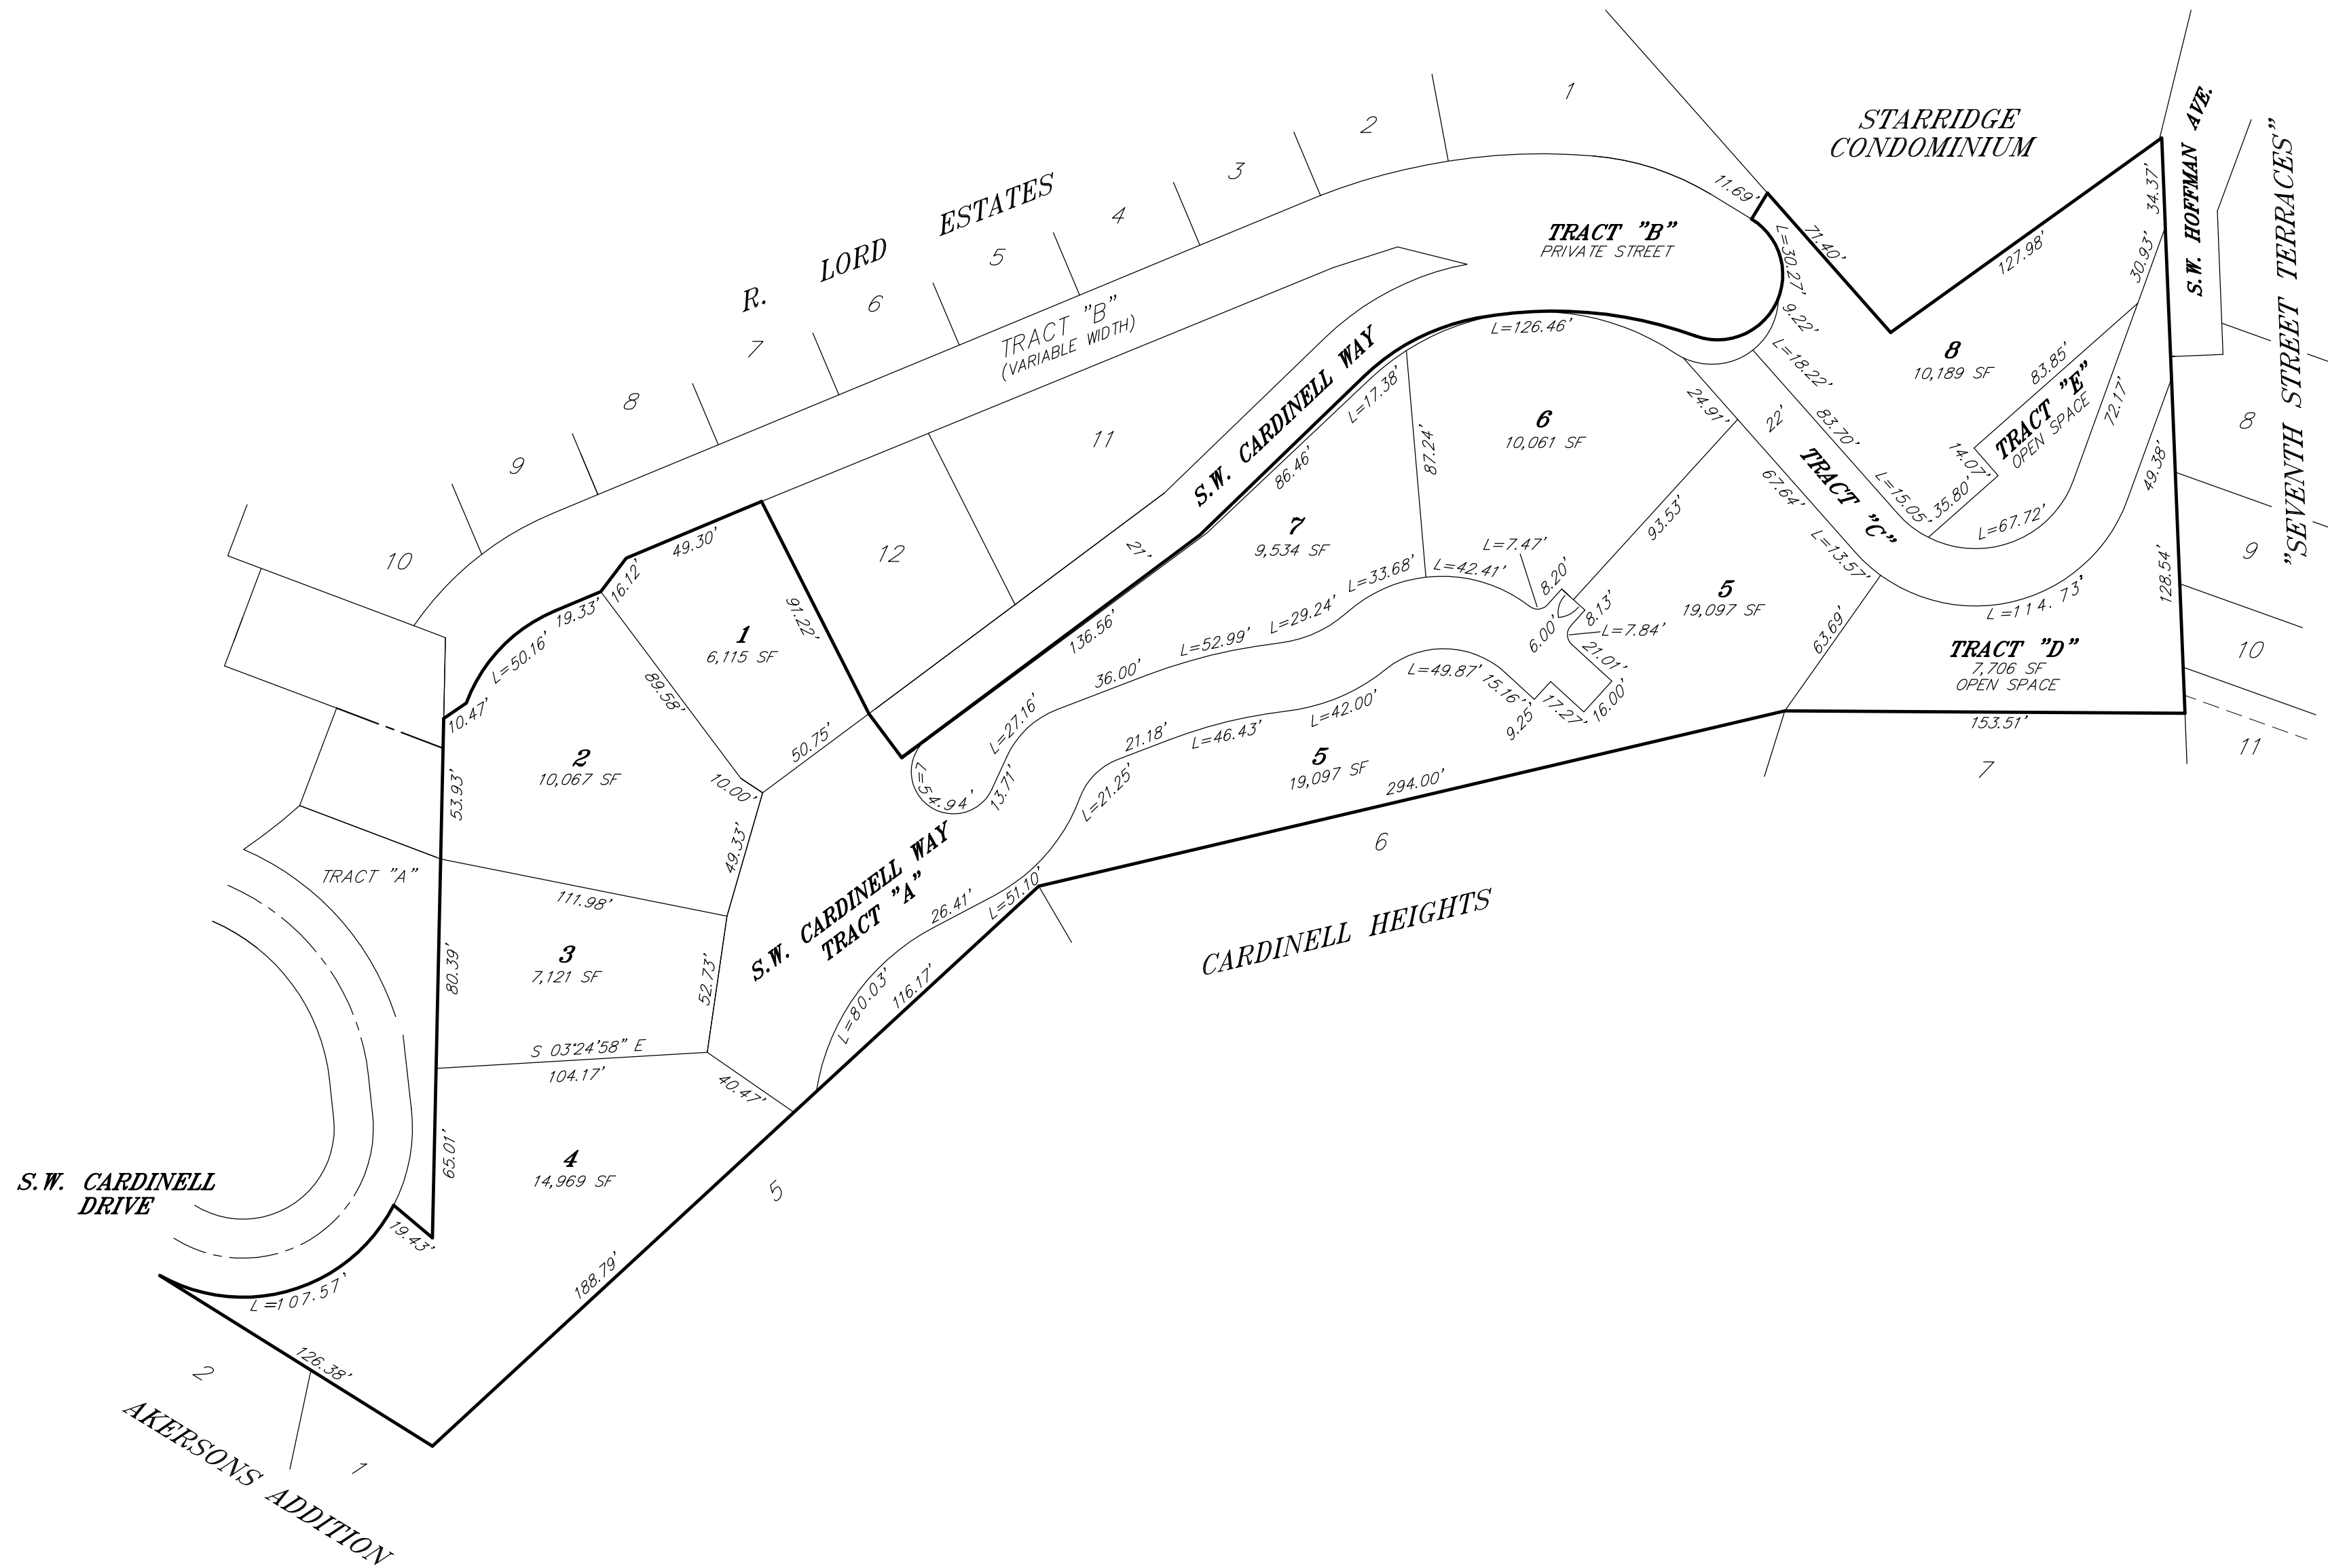 STARRIDGE
CONDOMINIUM
S.W. HOFFMAN AVE.
"SEVENTH STREET TERRACES"
R. LORD ESTATES
1
2
3
4
5
6
7
8
9
10
11
12
TRACT "B"
(VARIABLE WIDTH)
TRACT "B"
PRIVATE STREET
11.69'
71.40'
127.98'
34.37'
30.93'
L=30.27'
9.22'
L=18.22'
83.70'
L=15.05'
35.80'
14.07'
83.85'
72.17'
L=67.72'
49.38'
128.54'
8
10,189 SF
TRACT "E"
OPEN SPACE
22'
TRACT "C"
24.91'
67.64'
L=13.57'
L=114.73'
63.69'
TRACT "D"
7,706 SF
OPEN SPACE
153.51'
8
9
10
11
7
S.W. CARDINELL WAY
L=126.46'
L=17.38'
86.46'
21'
136.56'
6
10,061 SF
87.24'
93.53'
7
9,534 SF
L=7.47'
8.20'
8.13'
6.00'
L=7.84'
21.01'
16.00'
17.27'
9.25'
15.16'
L=49.87'
L=42.00'
L=46.43'
21.18'
L=21.25'
L=42.41'
L=33.68'
L=29.24'
L=52.99'
36.00'
L=27.16'
13.71'
L=54.94'
5
19,097 SF
5
19,097 SF
294.00'
6
CARDINELL HEIGHTS
49.30'
16.12'
19.33'
L=50.16'
10.47'
91.22'
1
6,115 SF
89.58'
50.75'
10.00'
2
10,067 SF
53.93'
49.33'
111.98'
TRACT "A"
3
7,121 SF
80.39'
52.73'
S 03°24'58" E
104.17'
S.W. CARDINELL WAY
TRACT "A"
26.41'
L=51.10'
L=80.03'
116.17'
40.47'
4
14,969 SF
65.01'
19.43'
5
188.79'
S.W. CARDINELL
DRIVE
L=107.57'
126.38'
2
1
AKERSONS ADDITION